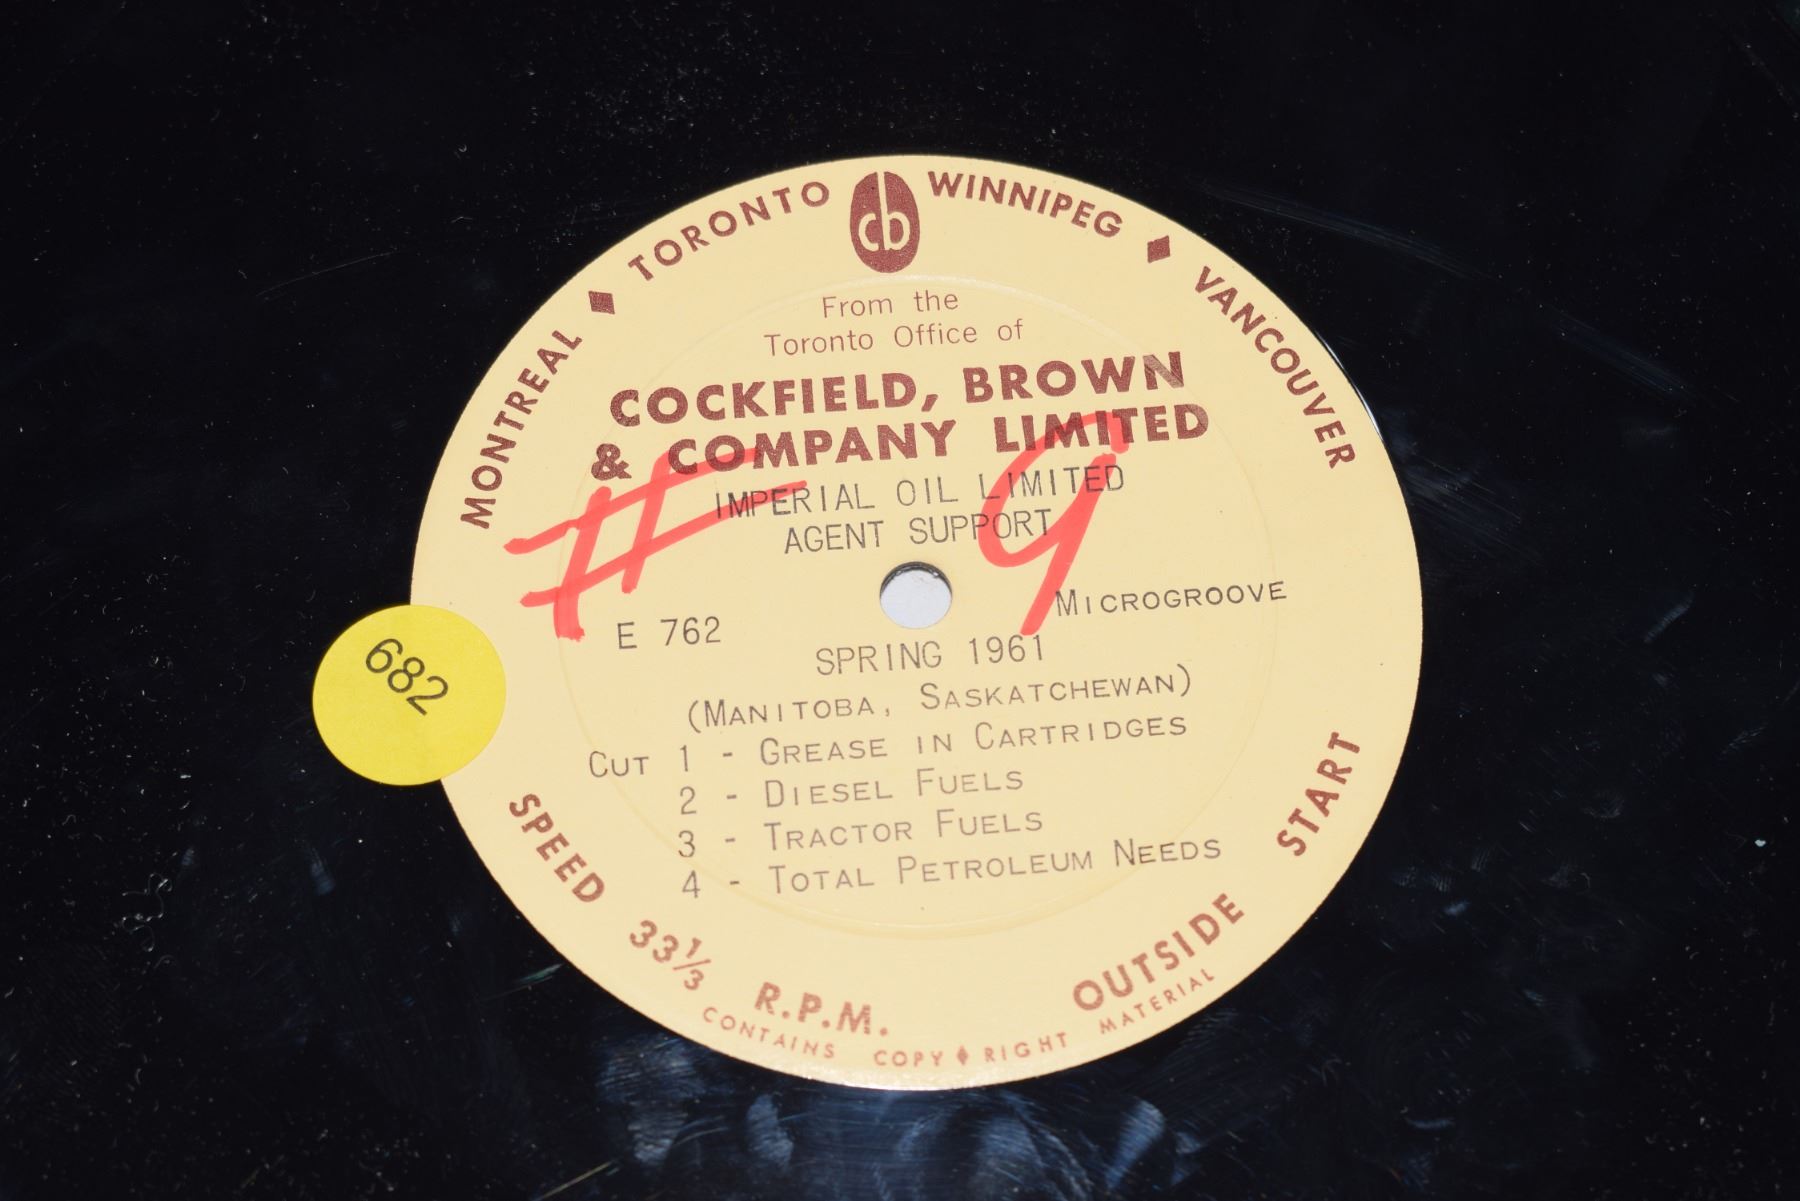 MONTREAL ♦ TORONTO cb WINNIPEG ♦ VANCOUVER
From the
Toronto Office of
COCKFIELD, BROWN
& COMPANY LIMITED
IMPERIAL OIL LIMITED
AGENT SUPPORT
# 9
E 762
MICROGROOVE
SPRING 1961
(MANITOBA, SASKATCHEWAN)
CUT 1 - GREASE IN CARTRIDGES
2 - DIESEL FUELS
3 - TRACTOR FUELS
4 - TOTAL PETROLEUM NEEDS
SPEED 33⅓ R.P.M.
OUTSIDE START
CONTAINS COPY♦RIGHT MATERIAL
682